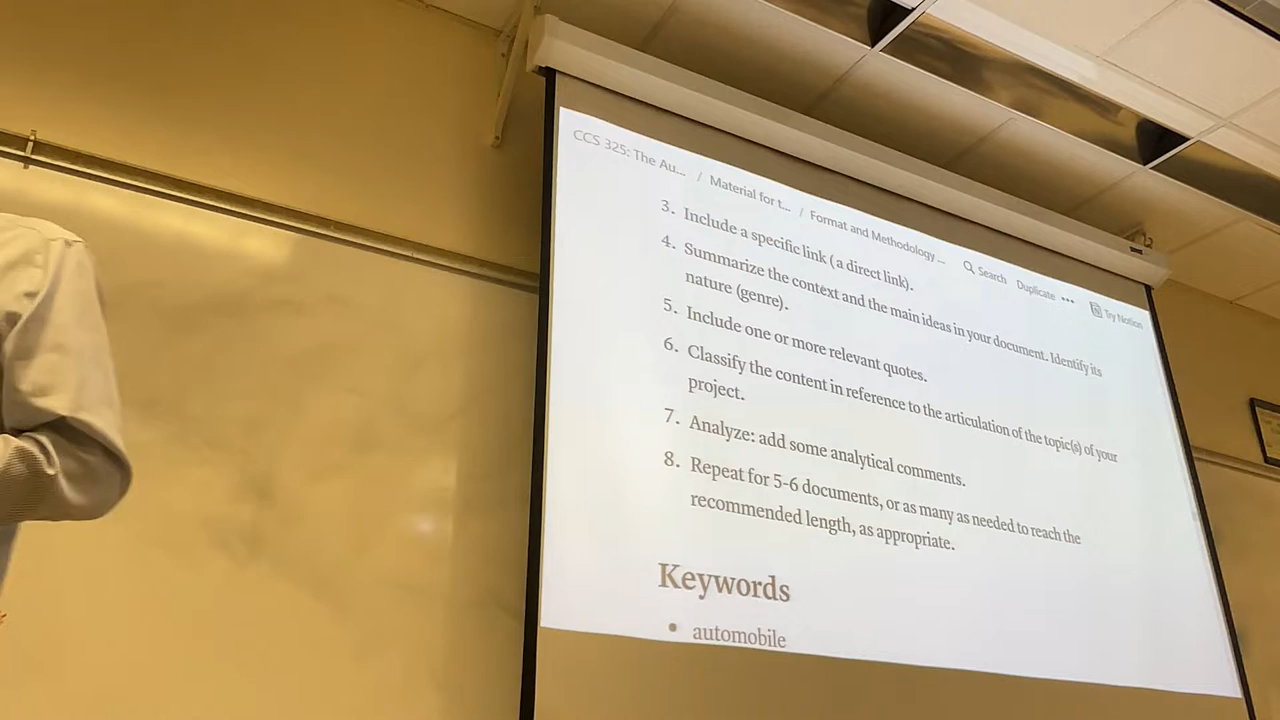 CCS 325: The Au... / Material for t... / Format and Methodology ...
Search Duplicate ••• Try Notion
3. Include a specific link ( a direct link).
4. Summarize the context and the main ideas in your document. Identify its
nature (genre).
5. Include one or more relevant quotes.
6. Classify the content in reference to the articulation of the topic(s) of your
project.
7. Analyze: add some analytical comments.
8. Repeat for 5-6 documents, or as many as needed to reach the
recommended length, as appropriate.
Keywords
• automobile